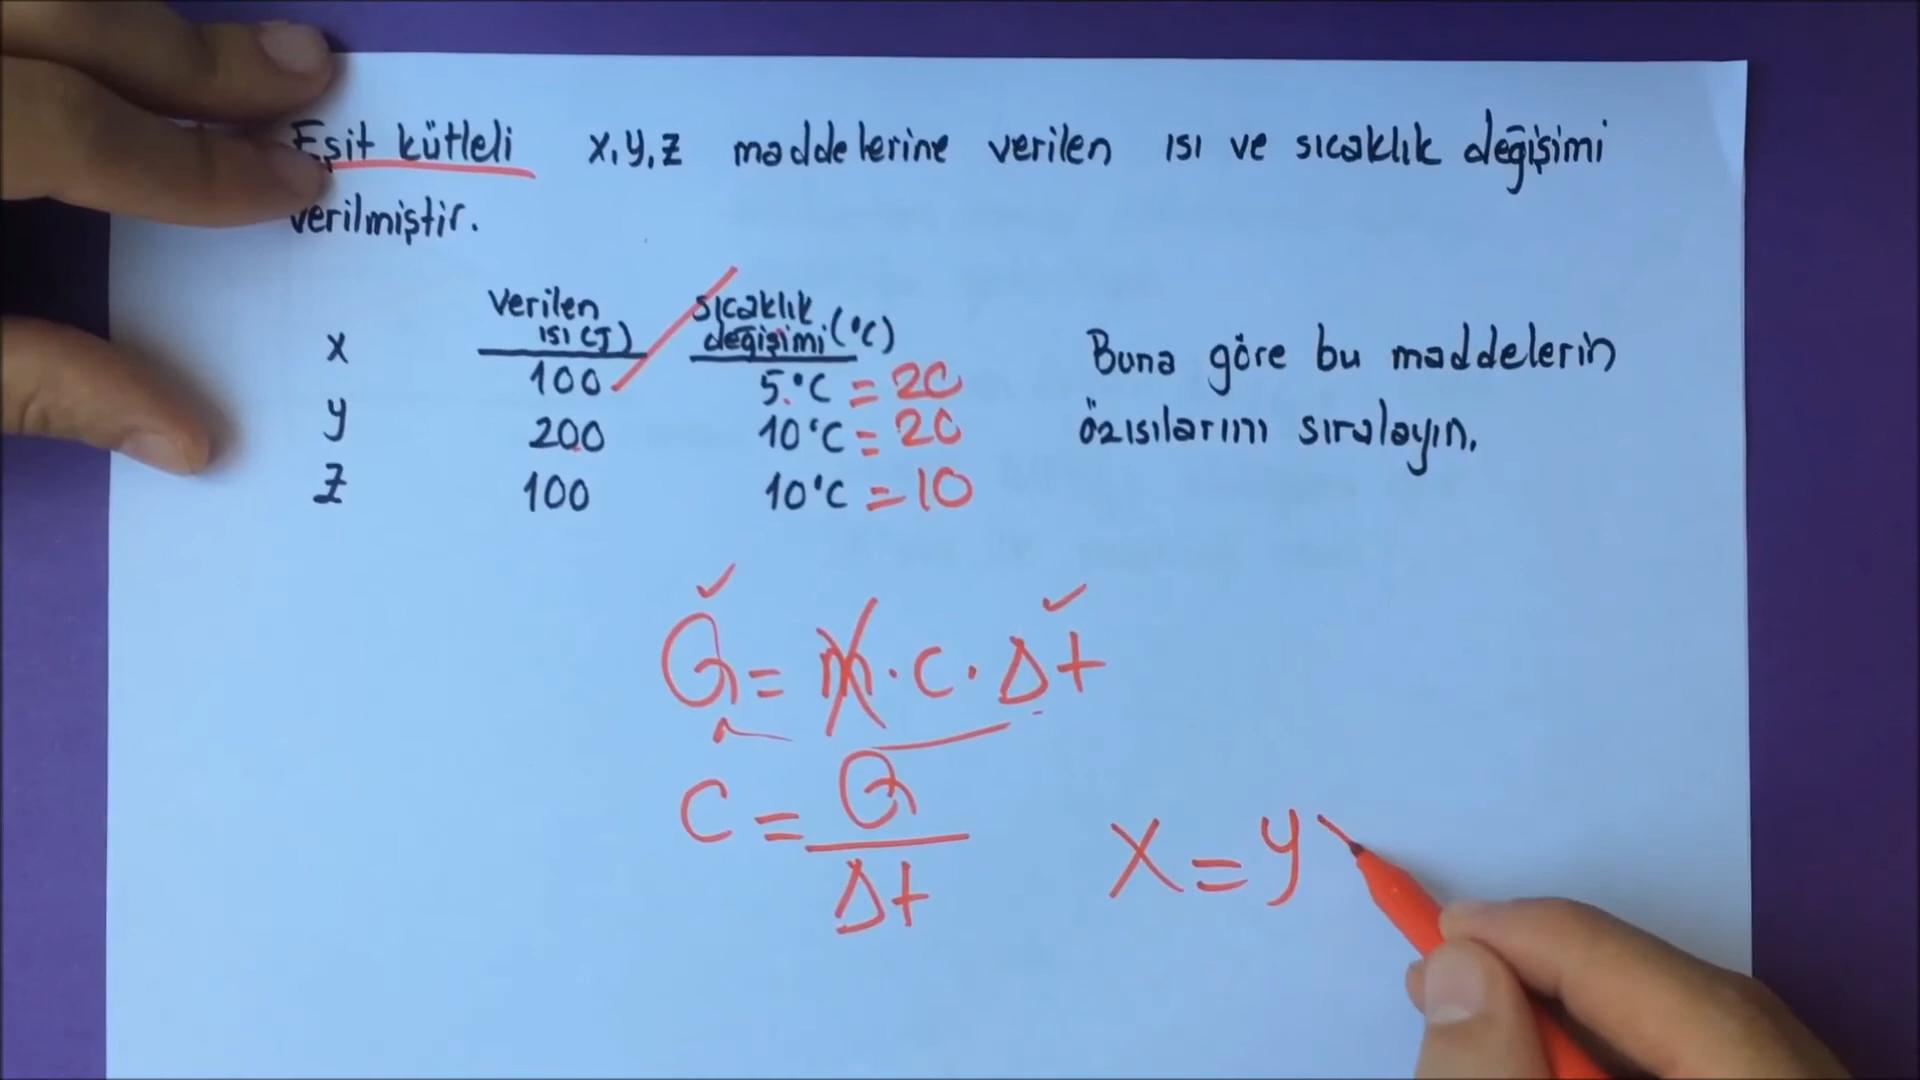 Eşit kütleli x, y, z maddelerine verilen ısı ve sıcaklık değişimi
verilmiştir.
Verilen ısı (J) sıcaklık değişimi (°C)
x 100 5°C = 20
y 200 10°C = 20
z 100 10°C = 10
Buna göre bu maddelerin
özısılarını sıralayın.
Q = m . c . Δt
c = Q / Δt
x = y